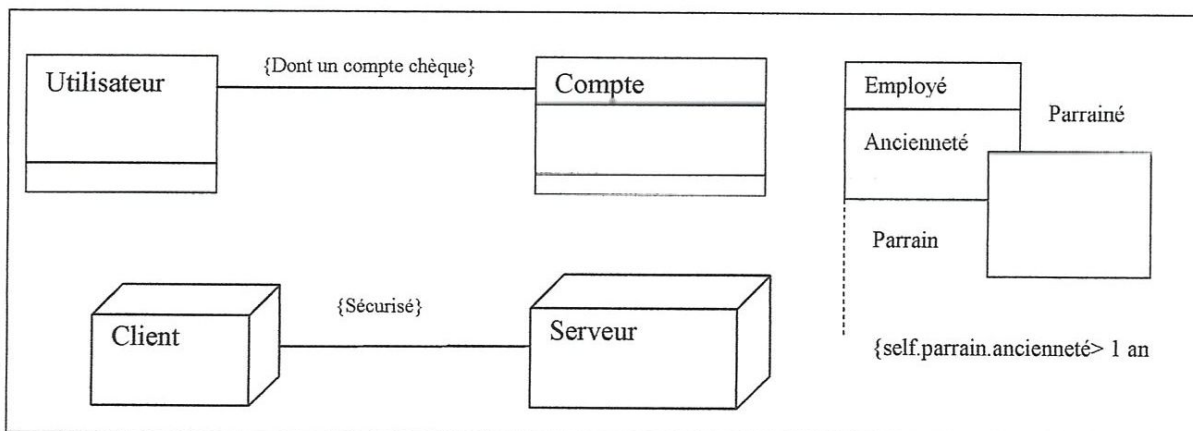 Utilisateur
{Dont un compte chèque}
Compte
Employé
Ancienneté
Parrainé
Parrain
Client
{Sécurisé}
Serveur
{self.parrain.ancienneté> 1 an